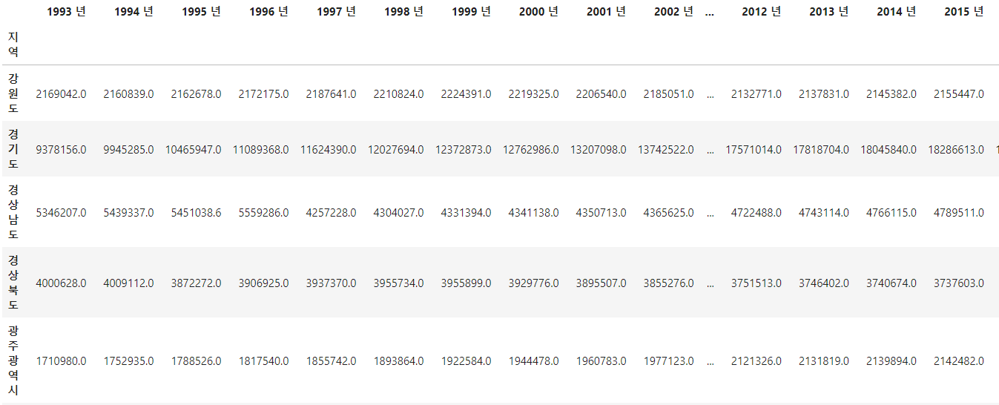 1993 년 1994 년 1995 년 1996 년 1997 년 1998 년 1999 년 2000 년 2001 년 2002 년 ... 2012 년 2013 년 2014 년 2015 년
지
역
강
원
도
2169042.0 2160839.0 2162678.0 2172175.0 2187641.0 2210824.0 2224391.0 2219325.0 2206540.0 2185051.0 ... 2132771.0 2137831.0 2145382.0 2155447.0
경
기
도
9378156.0 9945285.0 10465947.0 11089368.0 11624390.0 12027694.0 12372873.0 12762986.0 13207098.0 13742522.0 ... 17571014.0 17818704.0 18045840.0 18286613.0 1
경
상
남
도
5346207.0 5439337.0 5451038.6 5559286.0 4257228.0 4304027.0 4331394.0 4341138.0 4350713.0 4365625.0 ... 4722488.0 4743114.0 4766115.0 4789511.0
경
상
북
도
4000628.0 4009112.0 3872272.0 3906925.0 3937370.0 3955734.0 3955899.0 3929776.0 3895507.0 3855276.0 ... 3751513.0 3746402.0 3740674.0 3737603.0
광
주
광
역
시
1710980.0 1752935.0 1788526.0 1817540.0 1855742.0 1893864.0 1922584.0 1944478.0 1960783.0 1977123.0 ... 2121326.0 2131819.0 2139894.0 2142482.0